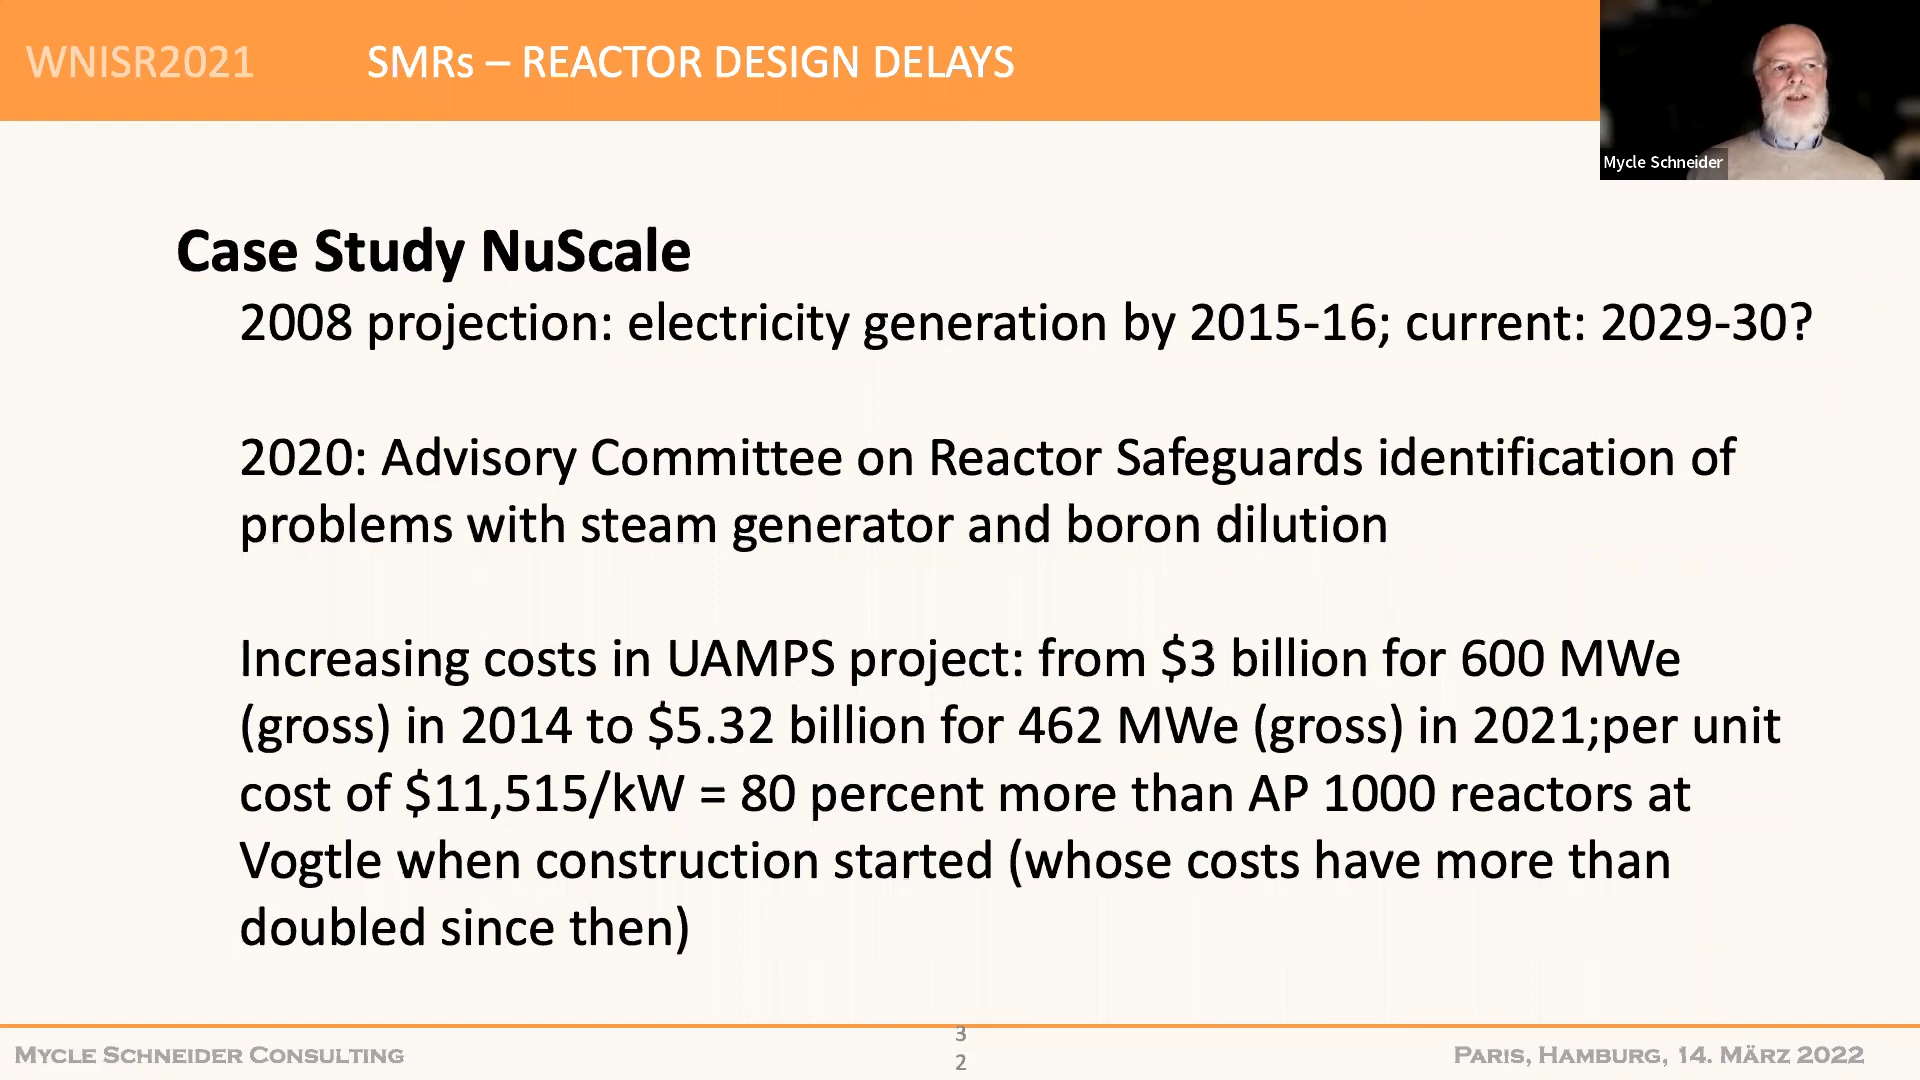 WNISR2021
SMRs – REACTOR DESIGN DELAYS
Mycle Schneider
Case Study NuScale
2008 projection: electricity generation by 2015-16; current: 2029-30?
2020: Advisory Committee on Reactor Safeguards identification of
problems with steam generator and boron dilution
Increasing costs in UAMPS project: from $3 billion for 600 MWe
(gross) in 2014 to $5.32 billion for 462 MWe (gross) in 2021;per unit
cost of $11,515/kW = 80 percent more than AP 1000 reactors at
Vogtle when construction started (whose costs have more than
doubled since then)
MYCLE SCHNEIDER CONSULTING
3
2
PARIS, HAMBURG, 14. MÄRZ 2022